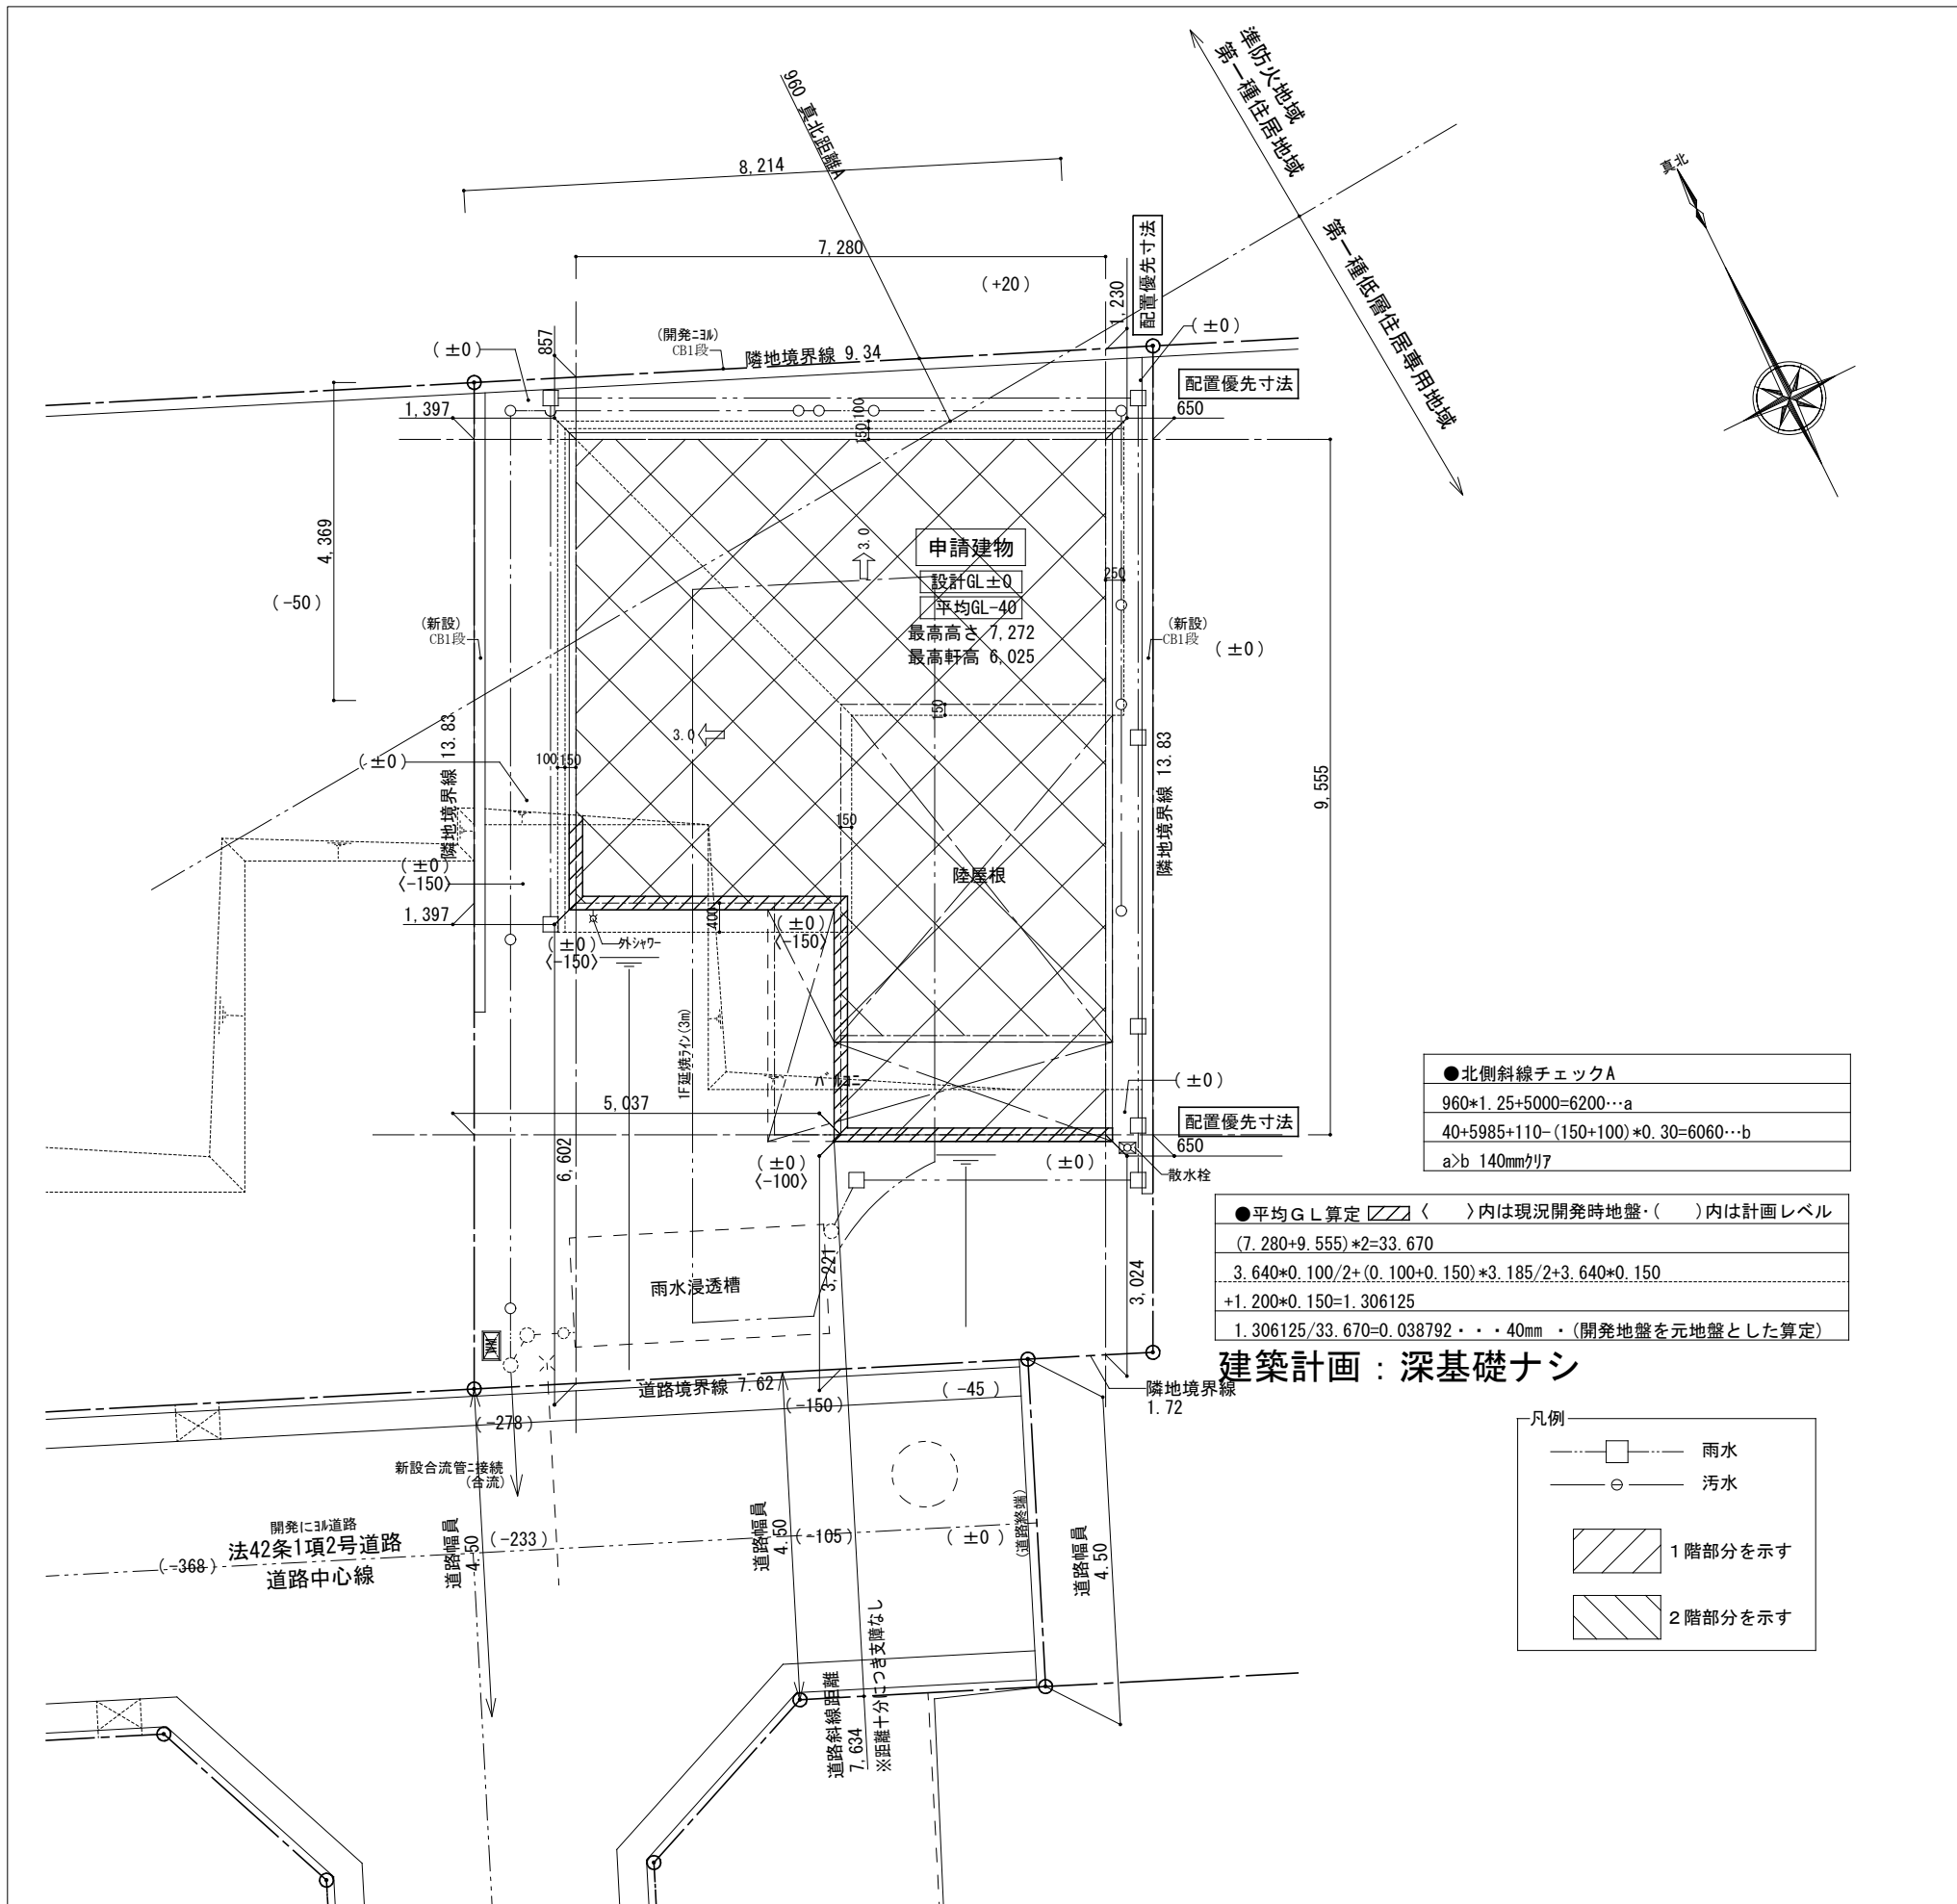 準防火地域
第一種住居地域
第一種低層住居専用地域
真北
960 真北距離A
8,214
7,280
(+20)
1,230
配置優先寸法
857
(開発ニヨル)
CB1段
隣地境界線 9.34
(±0)
(±0)
配置優先寸法
1,397
650
100
150
4,369
(-50)
3.0
申請建物
設計GL±0
平均GL-40
最高高さ 7,272
最高軒高 6,025
250
(新設)
CB1段
(新設)
CB1段
(±0)
隣地境界線 13.83
(±0)
3.0
100
150
150
150
隣地境界線 13.83
9,555
(±0)
〈-150〉
1,397
陸屋根
400
(±0)
〈-150〉
外シャワー
(±0)
〈-150〉
1F延焼ライン(3m)
バルコニー
(±0)
5,037
配置優先寸法
6,602
650
(±0)
〈-100〉
(±0)
散水栓
3,221
3,024
雨水浸透槽
●北側斜線チェックA
960*1.25+5000=6200…a
40+5985+110-(150+100)*0.30=6060…b
a>b 140mmクリア
●平均GL算定 〈　　〉内は現況開発時地盤・(　　)内は計画レベル
(7.280+9.555)*2=33.670
3.640*0.100/2+(0.100+0.150)*3.185/2+3.640*0.150
+1.200*0.150=1.306125
1.306125/33.670=0.038792・・・40mm ・(開発地盤を元地盤とした算定)
建築計画：深基礎ナシ
道路境界線 7.62
(-278)
(-150)
(-45)
隣地境界線
1.72
新設合流管ニ接続
(合流)
開発にヨル道路
法42条1項2号道路
道路中心線
(-368)
道路幅員
4.50
(-233)
道路幅員
4.50
(-105)
(±0)
(道路終端)
道路幅員
4.50
道路斜線距離
7,634
※距離十分につき支障なし
凡例
雨水
汚水
1階部分を示す
2階部分を示す